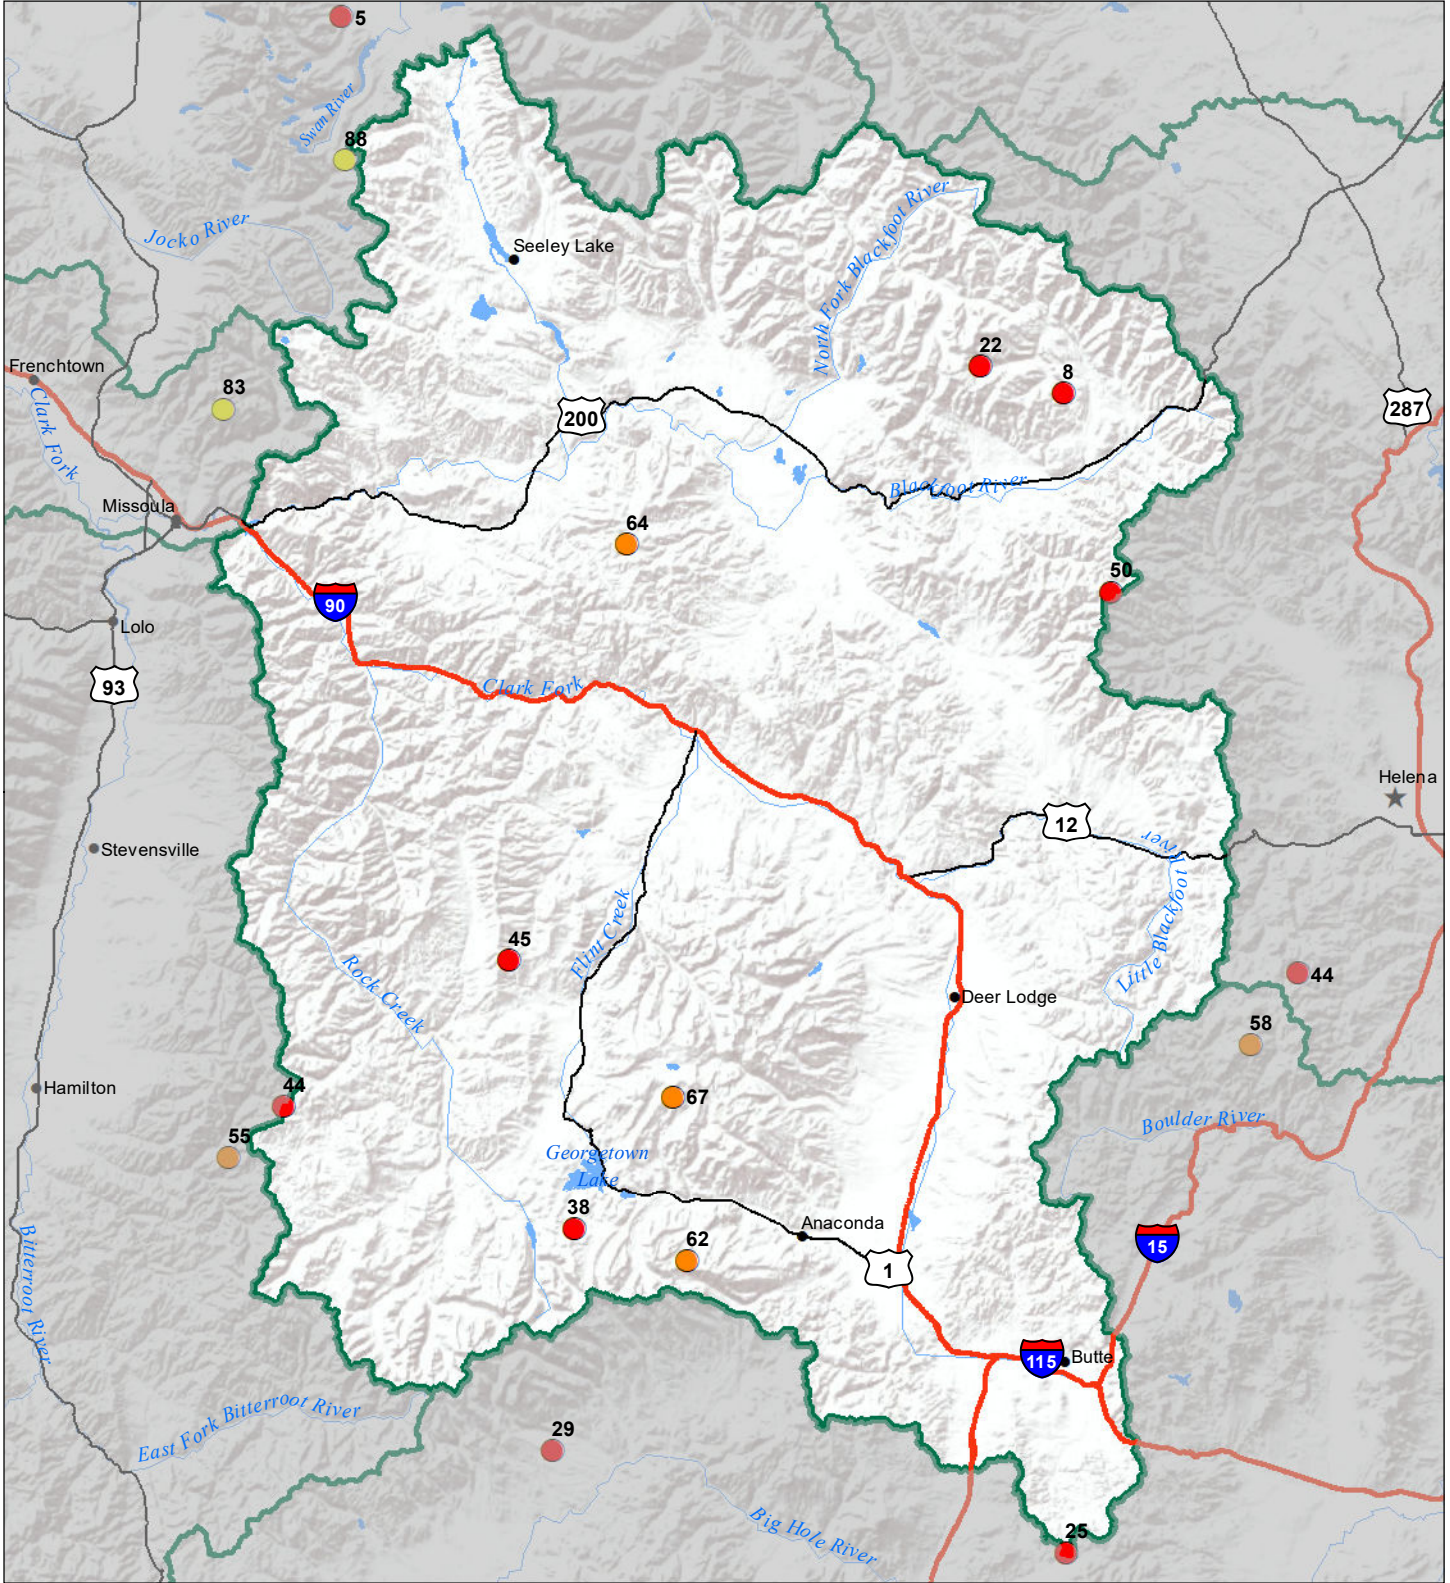 5
Swan River
88
Jocko River
Seeley Lake
North Fork Blackfoot River
22
8
Frenchtown
83
Clark Fork
200
287
Missoula
Blackfoot River
64
50
90
Lolo
93
Clark Fork
Helena
12
Little Blackfoot River
Stevensville
Flint Creek
45
Rock Creek
44
Deer Lodge
58
Hamilton
44
67
55
Boulder River
Georgetown
Lake
38
Anaconda
62
15
1
Bitterroot River
115
Butte
East Fork Bitterroot River
29
Big Hole River
25